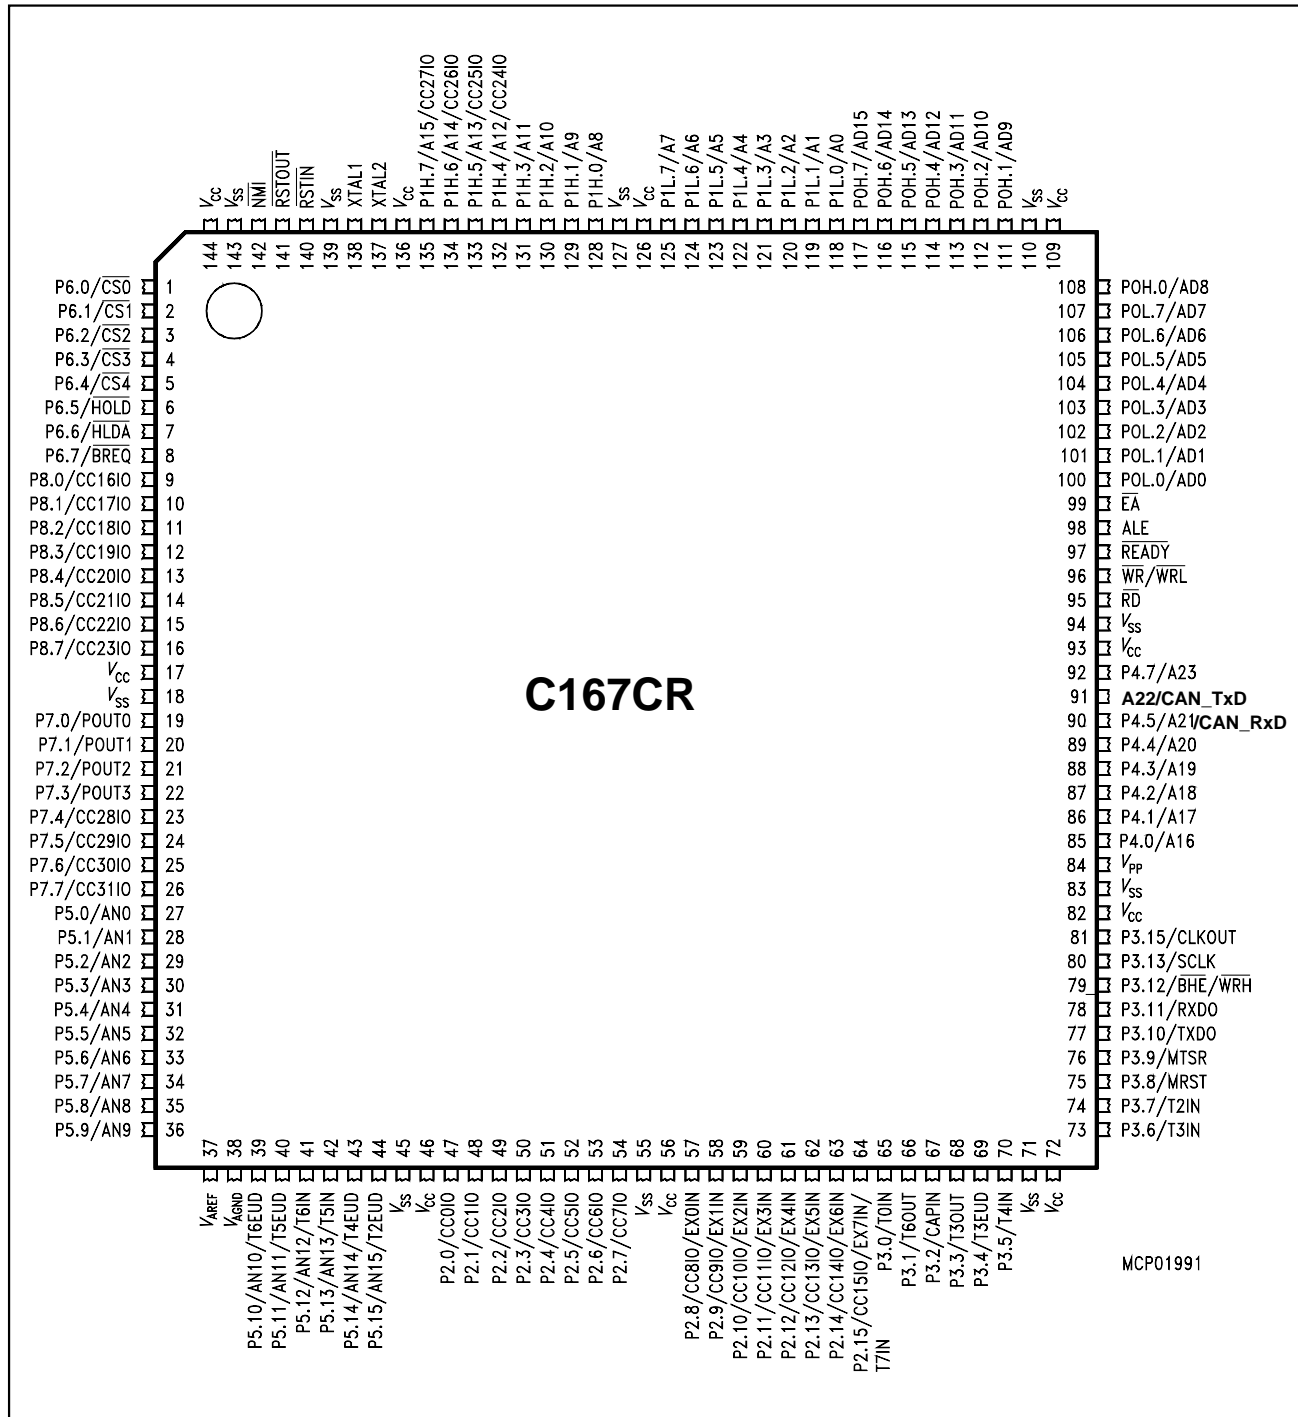 VCC
VSS
NMI
RSTOUT
RSTIN
VSS
XTAL1
XTAL2
VCC
P1H.7/A15/CC27IO
P1H.6/A14/CC26IO
P1H.5/A13/CC25IO
P1H.4/A12/CC24IO
P1H.3/A11
P1H.2/A10
P1H.1/A9
P1H.0/A8
VSS
VCC
P1L.7/A7
P1L.6/A6
P1L.5/A5
P1L.4/A4
P1L.3/A3
P1L.2/A2
P1L.1/A1
P1L.0/A0
P0H.7/AD15
P0H.6/AD14
P0H.5/AD13
P0H.4/AD12
P0H.3/AD11
P0H.2/AD10
P0H.1/AD9
VSS
VCC
144
143
142
141
140
139
138
137
136
135
134
133
132
131
130
129
128
127
126
125
124
123
122
121
120
119
118
117
116
115
114
113
112
111
110
109
P6.0/CS0 1
P6.1/CS1 2
P6.2/CS2 3
P6.3/CS3 4
P6.4/CS4 5
P6.5/HOLD 6
P6.6/HLDA 7
P6.7/BREQ 8
P8.0/CC16IO 9
P8.1/CC17IO 10
P8.2/CC18IO 11
P8.3/CC19IO 12
P8.4/CC20IO 13
P8.5/CC21IO 14
P8.6/CC22IO 15
P8.7/CC23IO 16
VCC 17
VSS 18
P7.0/POUT0 19
P7.1/POUT1 20
P7.2/POUT2 21
P7.3/POUT3 22
P7.4/CC28IO 23
P7.5/CC29IO 24
P7.6/CC30IO 25
P7.7/CC31IO 26
P5.0/AN0 27
P5.1/AN1 28
P5.2/AN2 29
P5.3/AN3 30
P5.4/AN4 31
P5.5/AN5 32
P5.6/AN6 33
P5.7/AN7 34
P5.8/AN8 35
P5.9/AN9 36
C167CR
108 P0H.0/AD8
107 P0L.7/AD7
106 P0L.6/AD6
105 P0L.5/AD5
104 P0L.4/AD4
103 P0L.3/AD3
102 P0L.2/AD2
101 P0L.1/AD1
100 P0L.0/AD0
99 EA
98 ALE
97 READY
96 WR/WRL
95 RD
94 VSS
93 VCC
92 P4.7/A23
91 A22/CAN_TxD
90 P4.5/A21/CAN_RxD
89 P4.4/A20
88 P4.3/A19
87 P4.2/A18
86 P4.1/A17
85 P4.0/A16
84 VPP
83 VSS
82 VCC
81 P3.15/CLKOUT
80 P3.13/SCLK
79 P3.12/BHE/WRH
78 P3.11/RXD0
77 P3.10/TXD0
76 P3.9/MTSR
75 P3.8/MRST
74 P3.7/T2IN
73 P3.6/T3IN
37
38
39
40
41
42
43
44
45
46
47
48
49
50
51
52
53
54
55
56
57
58
59
60
61
62
63
64
65
66
67
68
69
70
71
72
VAREF
VAGND
P5.10/AN10/T6EUD
P5.11/AN11/T5EUD
P5.12/AN12/T6IN
P5.13/AN13/T5IN
P5.14/AN14/T4EUD
P5.15/AN15/T2EUD
VSS
VCC
P2.0/CC0IO
P2.1/CC1IO
P2.2/CC2IO
P2.3/CC3IO
P2.4/CC4IO
P2.5/CC5IO
P2.6/CC6IO
P2.7/CC7IO
VSS
VCC
P2.8/CC8IO/EX0IN
P2.9/CC9IO/EX1IN
P2.10/CC10IO/EX2IN
P2.11/CC11IO/EX3IN
P2.12/CC12IO/EX4IN
P2.13/CC13IO/EX5IN
P2.14/CC14IO/EX6IN
P2.15/CC15IO/EX7IN/
T7IN
P3.0/T0IN
P3.1/T6OUT
P3.2/CAPIN
P3.3/T3OUT
P3.4/T3EUD
P3.5/T4IN
VSS
VCC
MCP01991